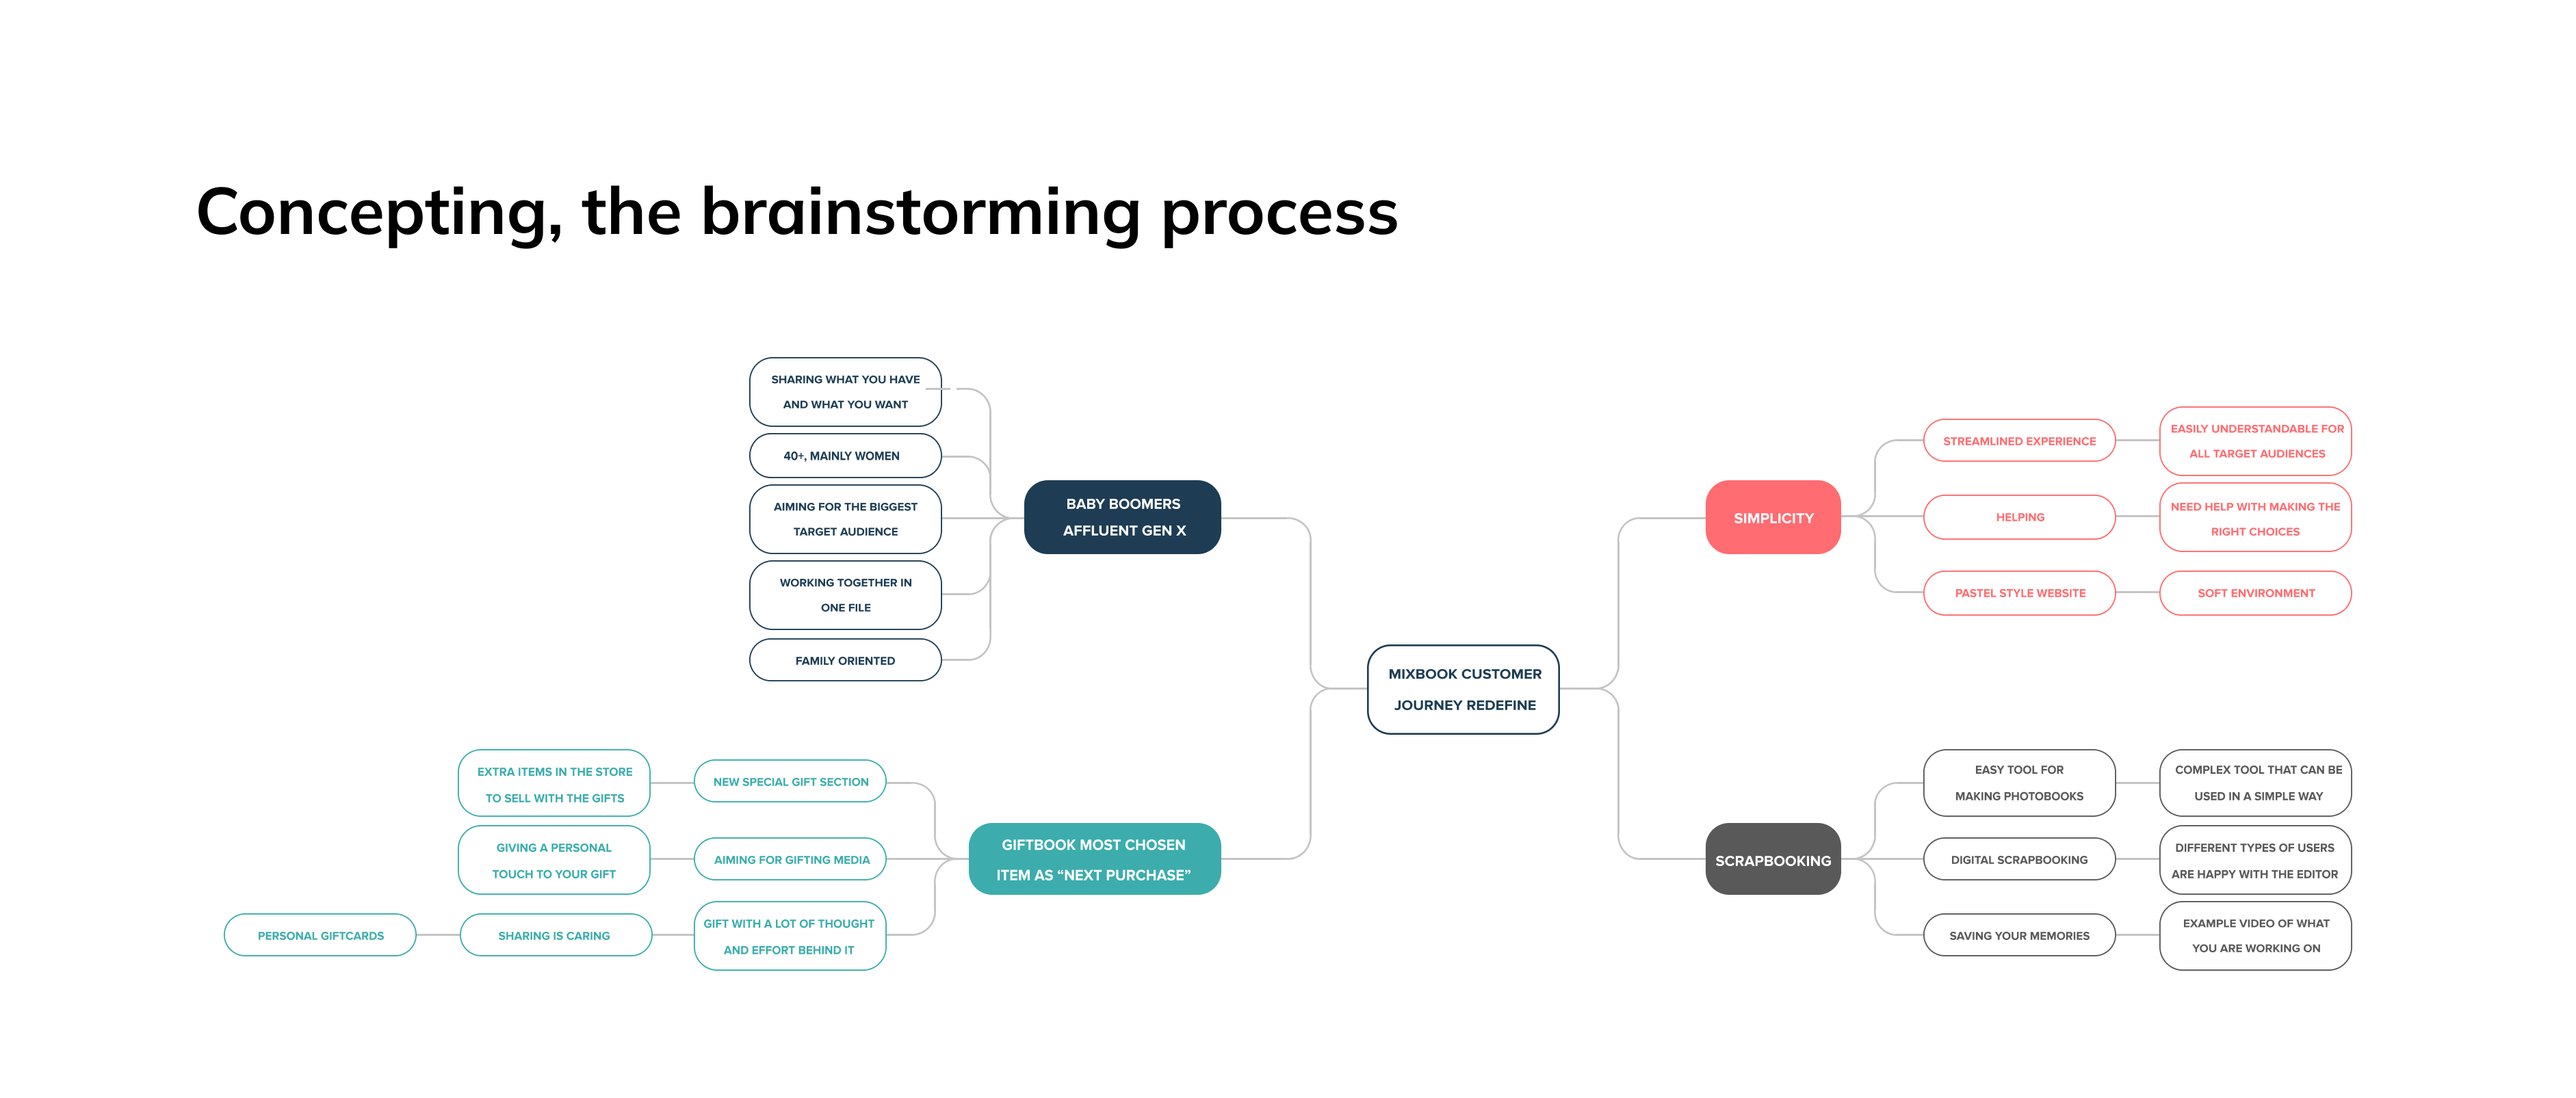 Concepting, the brainstorming process
SHARING WHAT YOU HAVE
AND WHAT YOU WANT
40+, MAINLY WOMEN
AIMING FOR THE BIGGEST
TARGET AUDIENCE
WORKING TOGETHER IN
ONE FILE
FAMILY ORIENTED
BABY BOOMERS
AFFLUENT GEN X
EXTRA ITEMS IN THE STORE
TO SELL WITH THE GIFTS
NEW SPECIAL GIFT SECTION
GIVING A PERSONAL
TOUCH TO YOUR GIFT
AIMING FOR GIFTING MEDIA
PERSONAL GIFTCARDS
SHARING IS CARING
GIFT WITH A LOT OF THOUGHT
AND EFFORT BEHIND IT
GIFTBOOK MOST CHOSEN
ITEM AS “NEXT PURCHASE”
MIXBOOK CUSTOMER
JOURNEY REDEFINE
SIMPLICITY
STREAMLINED EXPERIENCE
EASILY UNDERSTANDABLE FOR
ALL TARGET AUDIENCES
HELPING
NEED HELP WITH MAKING THE
RIGHT CHOICES
PASTEL STYLE WEBSITE
SOFT ENVIRONMENT
SCRAPBOOKING
EASY TOOL FOR
MAKING PHOTOBOOKS
COMPLEX TOOL THAT CAN BE
USED IN A SIMPLE WAY
DIGITAL SCRAPBOOKING
DIFFERENT TYPES OF USERS
ARE HAPPY WITH THE EDITOR
SAVING YOUR MEMORIES
EXAMPLE VIDEO OF WHAT
YOU ARE WORKING ON